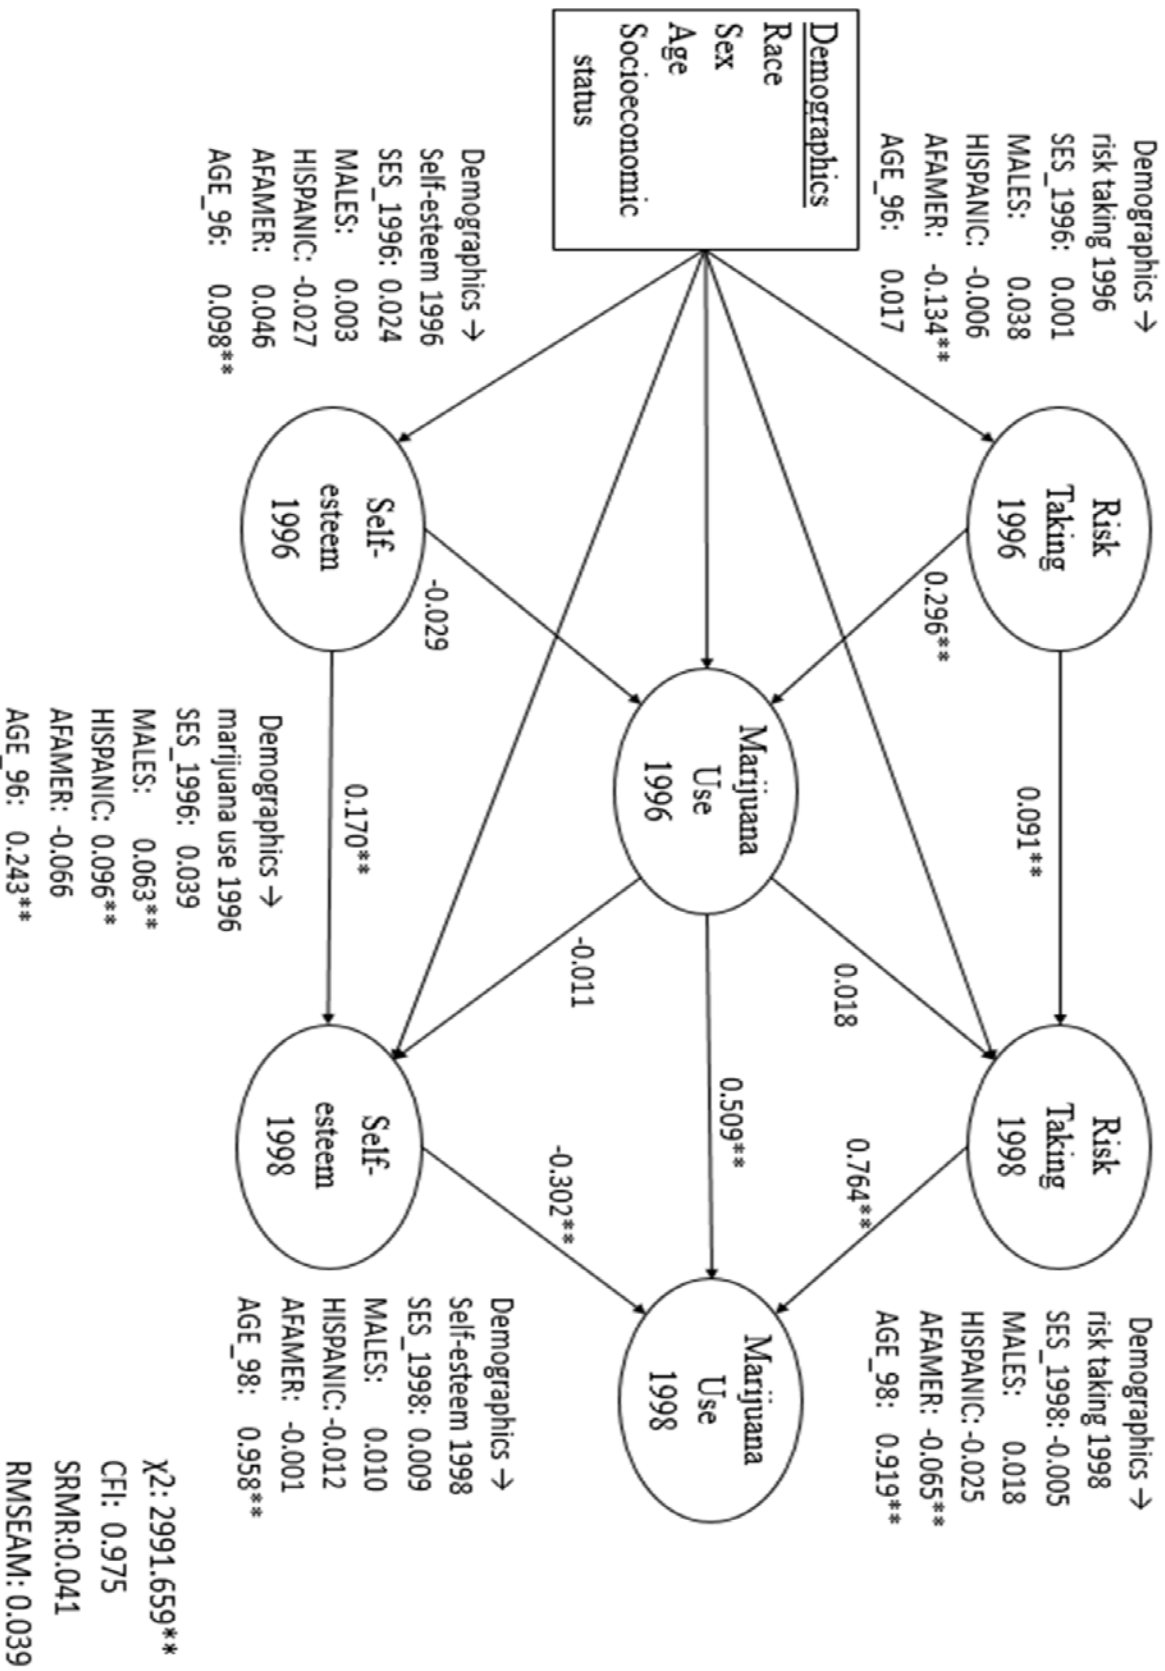 Demographics →
risk taking 1996
SES_1996: 0.001
MALES: 0.038
HISPANIC: -0.006
AFAMER: -0.134**
AGE_96: 0.017
Risk
Taking
1996
0.091**
Risk
Taking
1998
Demographics →
risk taking 1998
SES_1998: -0.005
MALES: 0.018
HISPANIC: -0.025
AFAMER: -0.065**
AGE_98: 0.919**
0.296**
0.018
0.764**
Demographics
Race
Sex
Age
Socioeconomic
status
Marijuana
Use
1996
0.509**
Marijuana
Use
1998
-0.029
-0.011
-0.302**
Demographics →
Self-esteem 1996
SES_1996: 0.024
MALES: 0.003
HISPANIC: -0.027
AFAMER: 0.046
AGE_96: 0.098**
Self-
esteem
1996
0.170**
Self-
esteem
1998
Demographics →
Self-esteem 1998
SES_1998: 0.009
MALES: 0.010
HISPANIC: -0.012
AFAMER: -0.001
AGE_98: 0.958**
Demographics →
marijuana use 1996
SES_1996: 0.039
MALES: 0.063**
HISPANIC: 0.096**
AFAMER: -0.066
AGE_96: 0.243**
χ2: 2991.659**
CFI: 0.975
SRMR:0.041
RMSEAM: 0.039